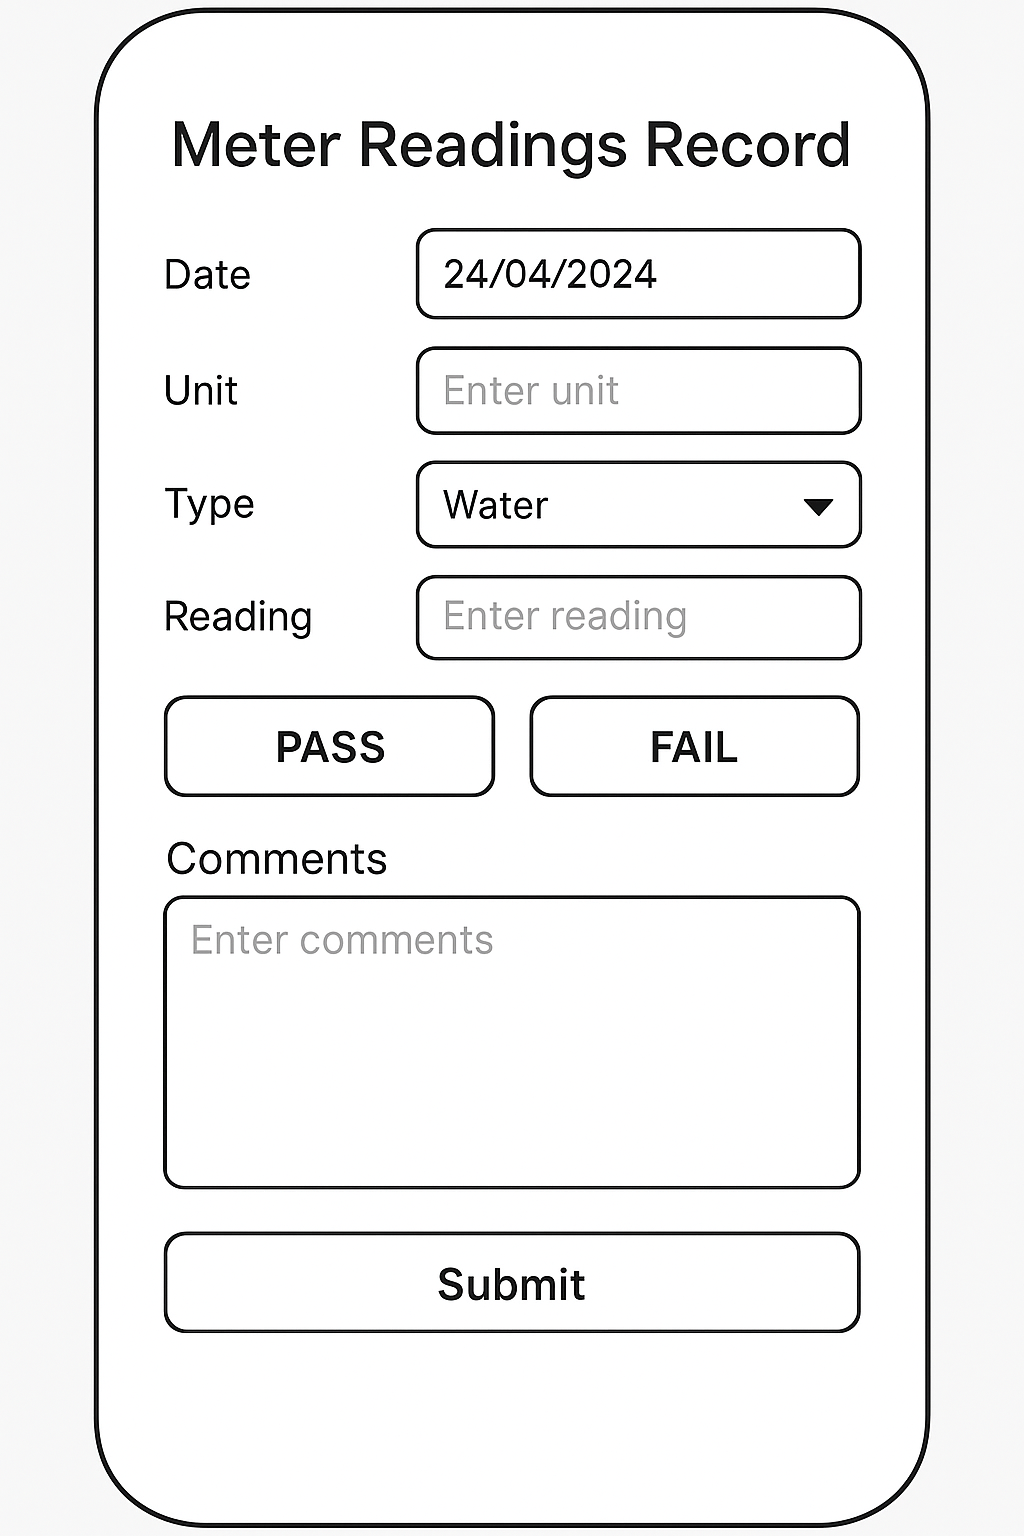 Meter Readings Record
Date 24/04/2024
Unit Enter unit
Type Water
Reading Enter reading
PASS FAIL
Comments
Enter comments
Submit